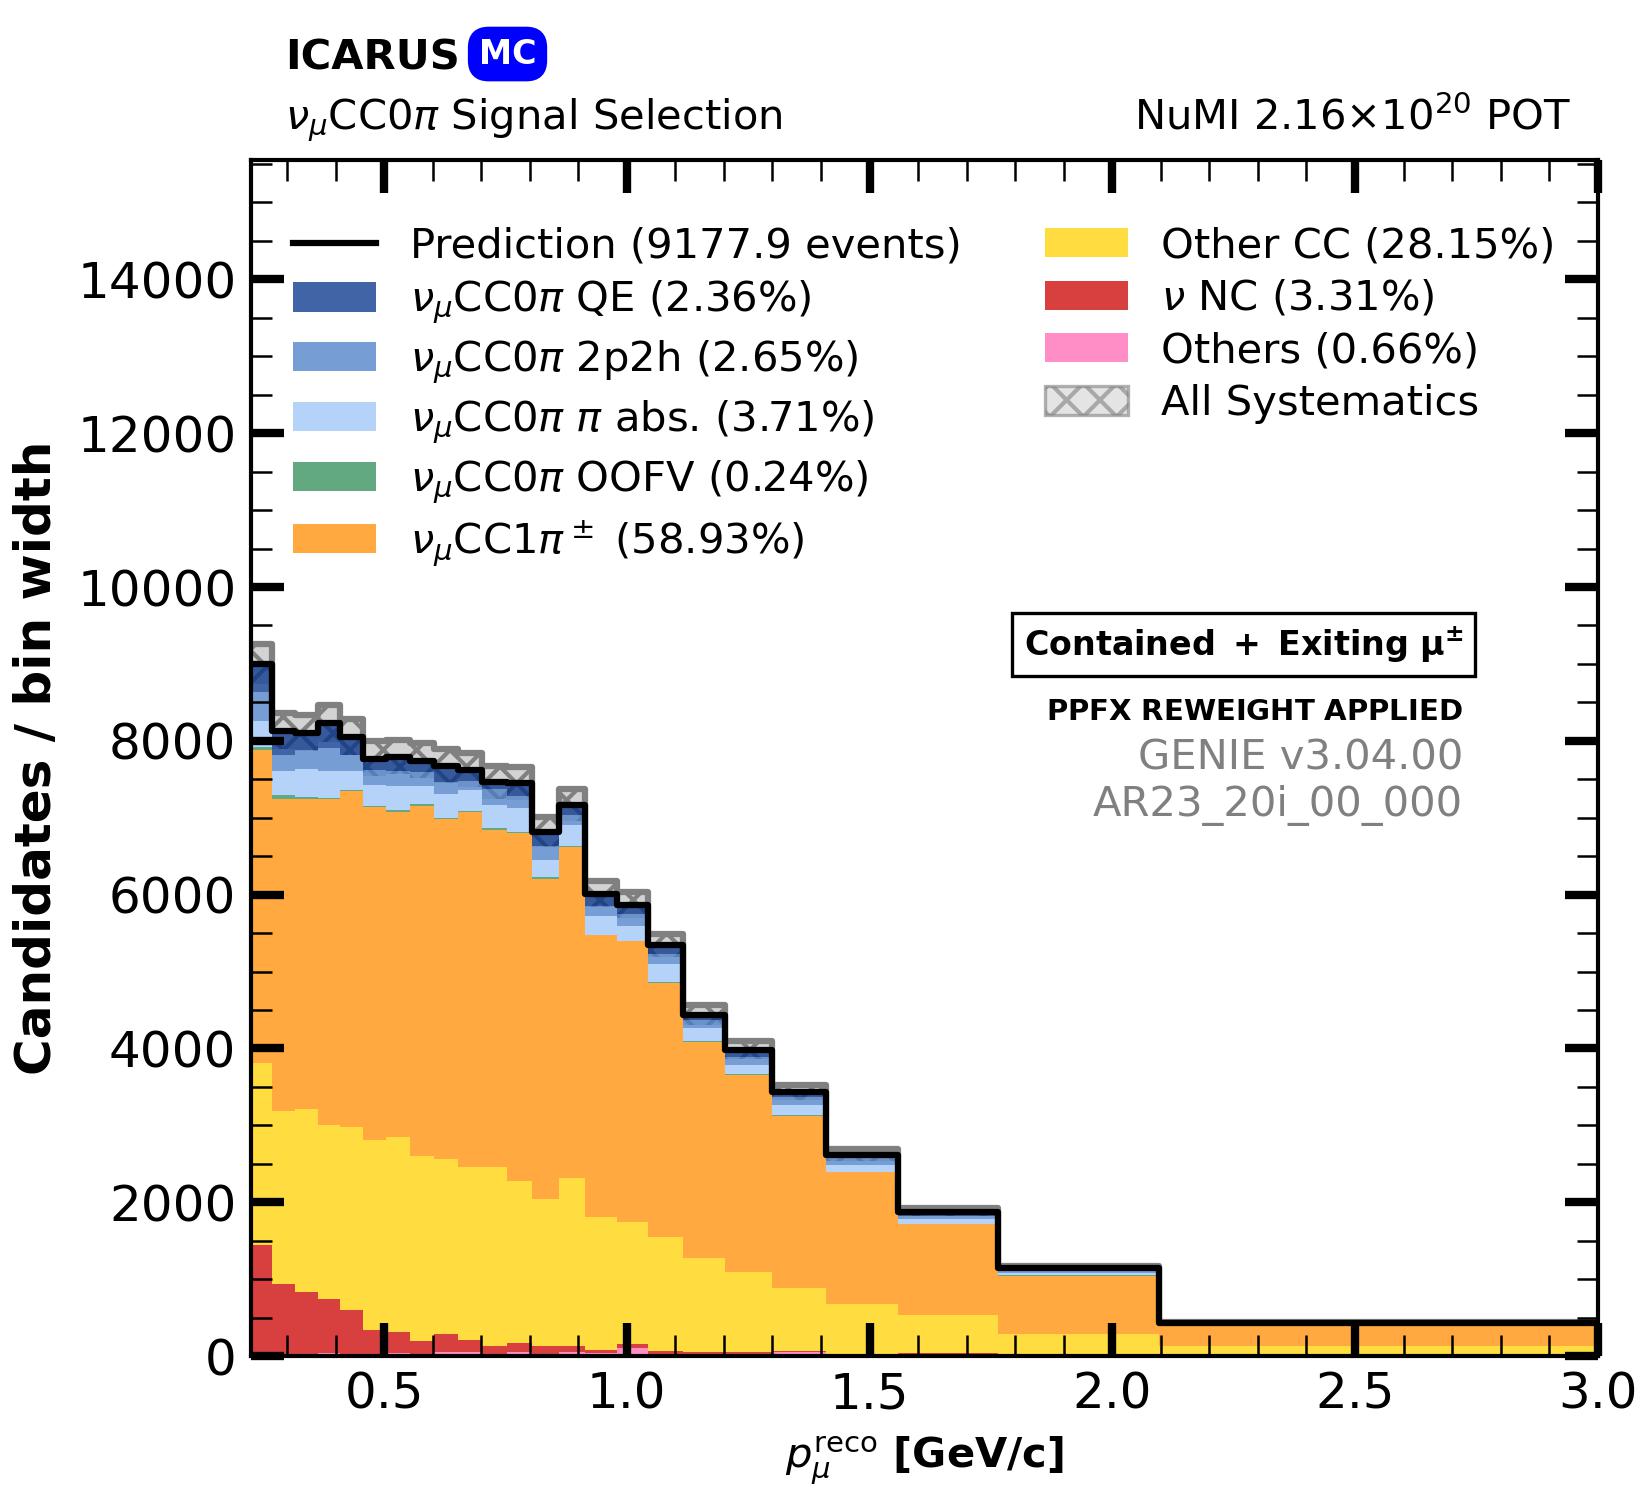 ICARUS MC
νμCC0π Signal Selection
NuMI 2.16×10²⁰ POT
Prediction (9177.9 events)
νμCC0π QE (2.36%)
νμCC0π 2p2h (2.65%)
νμCC0π π abs. (3.71%)
νμCC0π OOFV (0.24%)
νμCC1π± (58.93%)
Other CC (28.15%)
ν NC (3.31%)
Others (0.66%)
All Systematics
Contained + Exiting μ±
PPFX REWEIGHT APPLIED
GENIE v3.04.00
AR23_20i_00_000
Candidates / bin width
14000
12000
10000
8000
6000
4000
2000
0
0.5 1.0 1.5 2.0 2.5 3.0
pμ^reco [GeV/c]